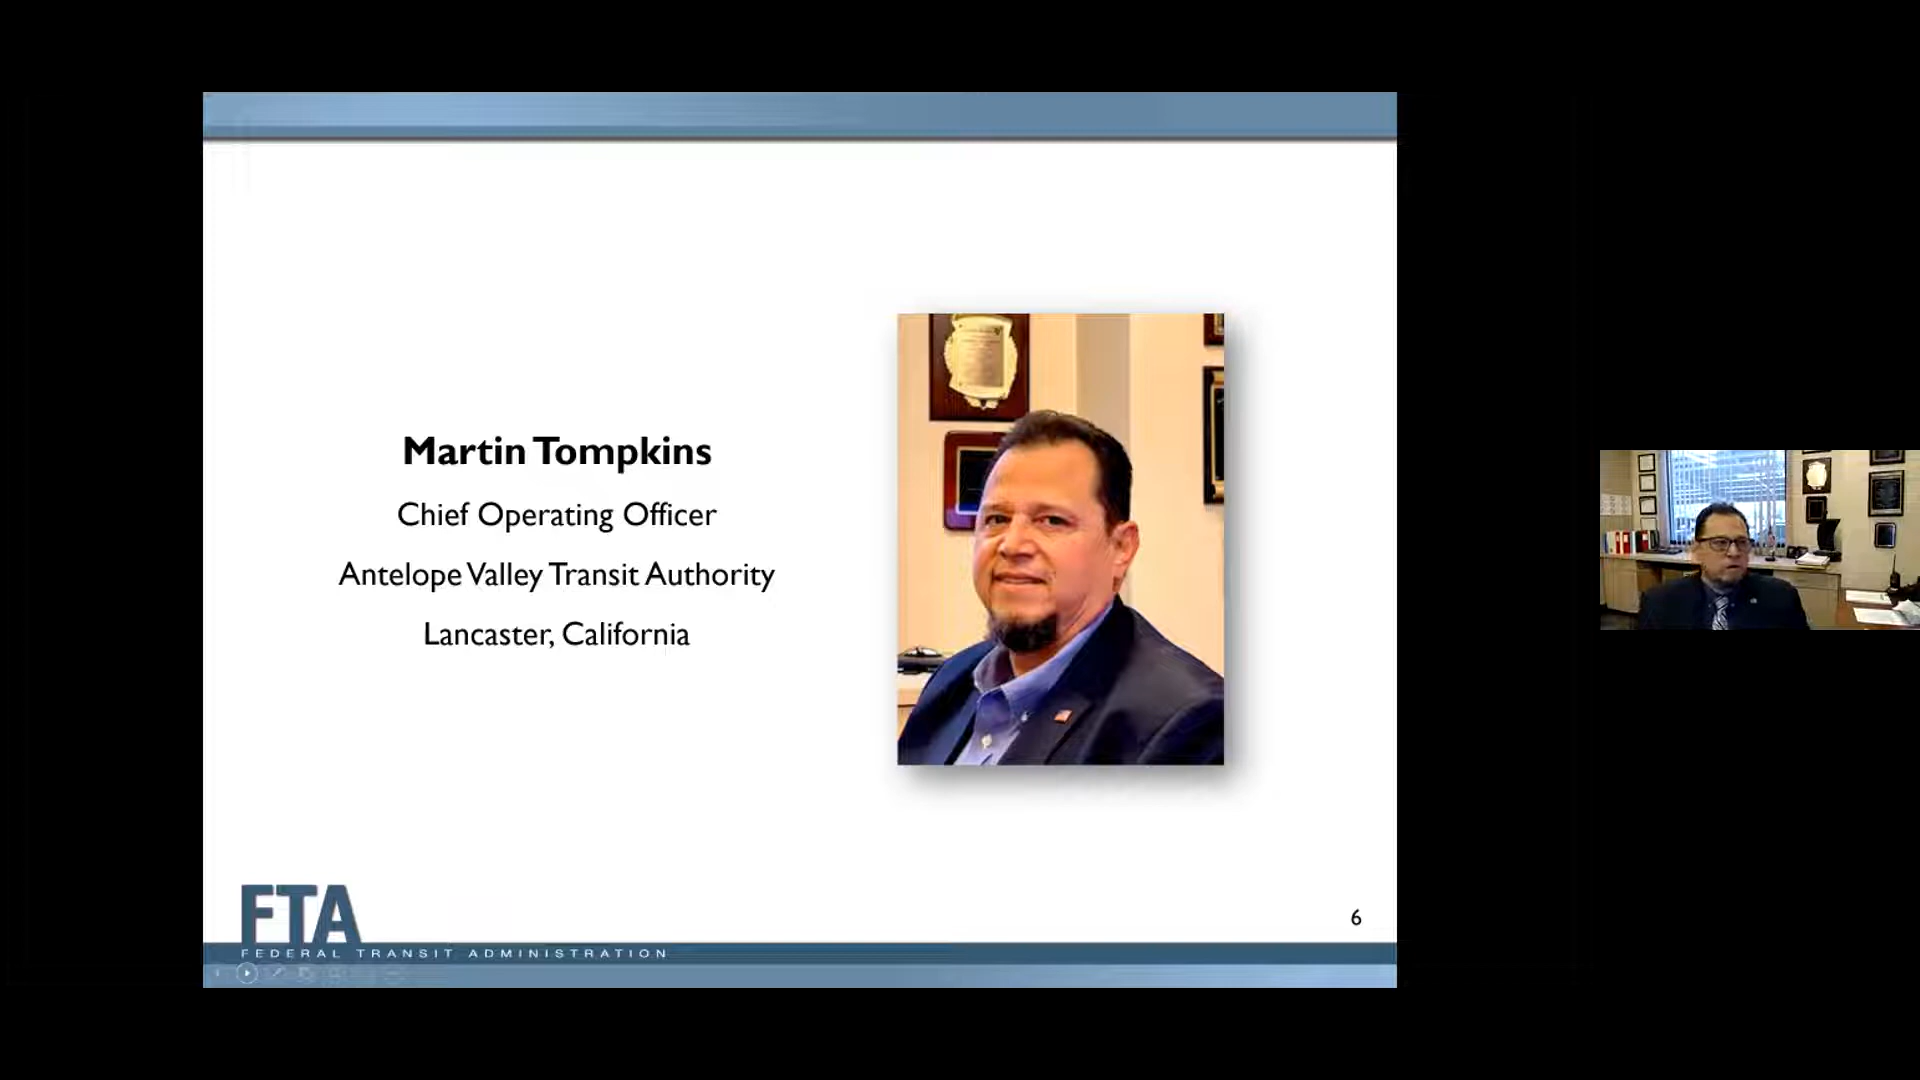 Martin Tompkins
Chief Operating Officer
Antelope Valley Transit Authority
Lancaster, California
FTA
6
FEDERAL TRANSIT ADMINISTRATION